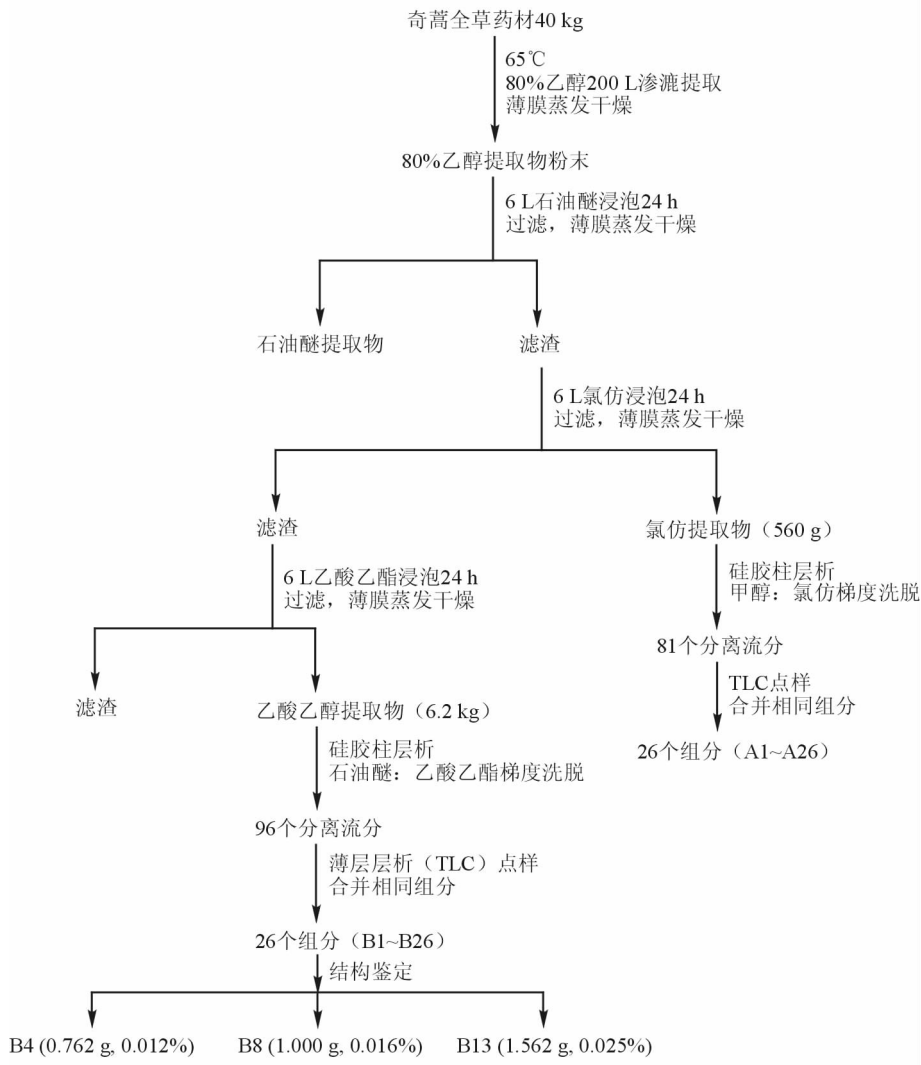 奇蒿全草药材40 kg
65℃
80%乙醇200 L渗漉提取
薄膜蒸发干燥
80%乙醇提取物粉末
6 L石油醚浸泡24 h
过滤，薄膜蒸发干燥
石油醚提取物
滤渣
6 L氯仿浸泡24 h
过滤，薄膜蒸发干燥
滤渣
氯仿提取物（560 g）
6 L乙酸乙酯浸泡24 h
过滤，薄膜蒸发干燥
硅胶柱层析
甲醇：氯仿梯度洗脱
81个分离流分
滤渣
乙酸乙醇提取物（6.2 kg）
TLC点样
合并相同组分
硅胶柱层析
石油醚：乙酸乙酯梯度洗脱
26个组分（A1~A26）
96个分离流分
薄层层析（TLC）点样
合并相同组分
26个组分（B1~B26）
结构鉴定
B4 (0.762 g, 0.012%)
B8 (1.000 g, 0.016%)
B13 (1.562 g, 0.025%)